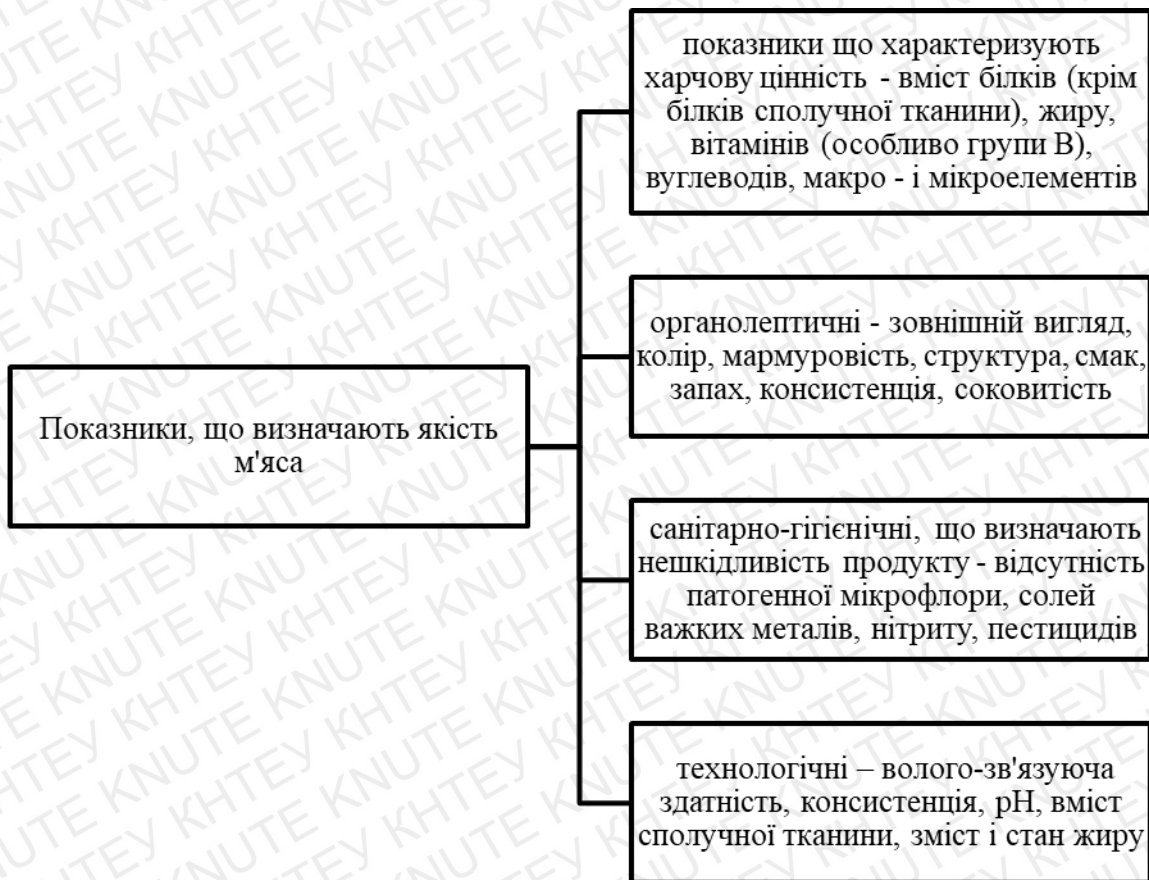 показники що характеризують
харчову цінність - вміст білків (крім
білків сполучної тканини), жиру,
вітамінів (особливо групи В),
вуглеводів, макро - і мікроелементів
органолептичні - зовнішній вигляд,
колір, мармуровість, структура, смак,
запах, консистенція, соковитість
Показники, що визначають якість
м'яса
санітарно-гігієнічні, що визначають
нешкідливість продукту - відсутність
патогенної мікрофлори, солей
важких металів, нітриту, пестицидів
технологічні – волого-зв'язуюча
здатність, консистенція, рН, вміст
сполучної тканини, зміст і стан жиру